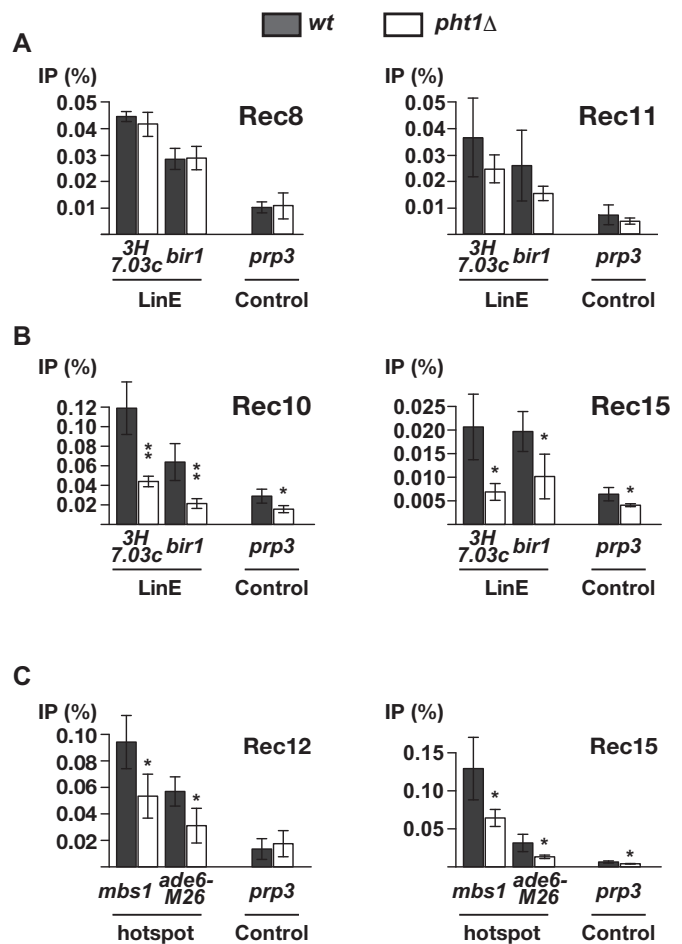 wt pht1Δ
A
IP (%) IP (%)
Rec8 Rec11
0.05 0.05
0.04 0.04
0.03 0.03
0.02 0.02
0.01 0.01
3H 7.03c bir1 prp3 3H 7.03c bir1 prp3
LinE Control LinE Control
B
IP (%) IP (%)
Rec10 Rec15
0.12 0.025
0.10 0.020
0.08 0.015
0.06 0.010
0.04 0.005
0.02
** ** * * * *
3H 7.03c bir1 prp3 3H 7.03c bir1 prp3
LinE Control LinE Control
C
IP (%) IP (%)
Rec12 Rec15
0.10 0.15
0.08 0.10
0.06 0.05
0.04
0.02
* * * * *
mbs1 ade6-M26 prp3 mbs1 ade6-M26 prp3
hotspot Control hotspot Control